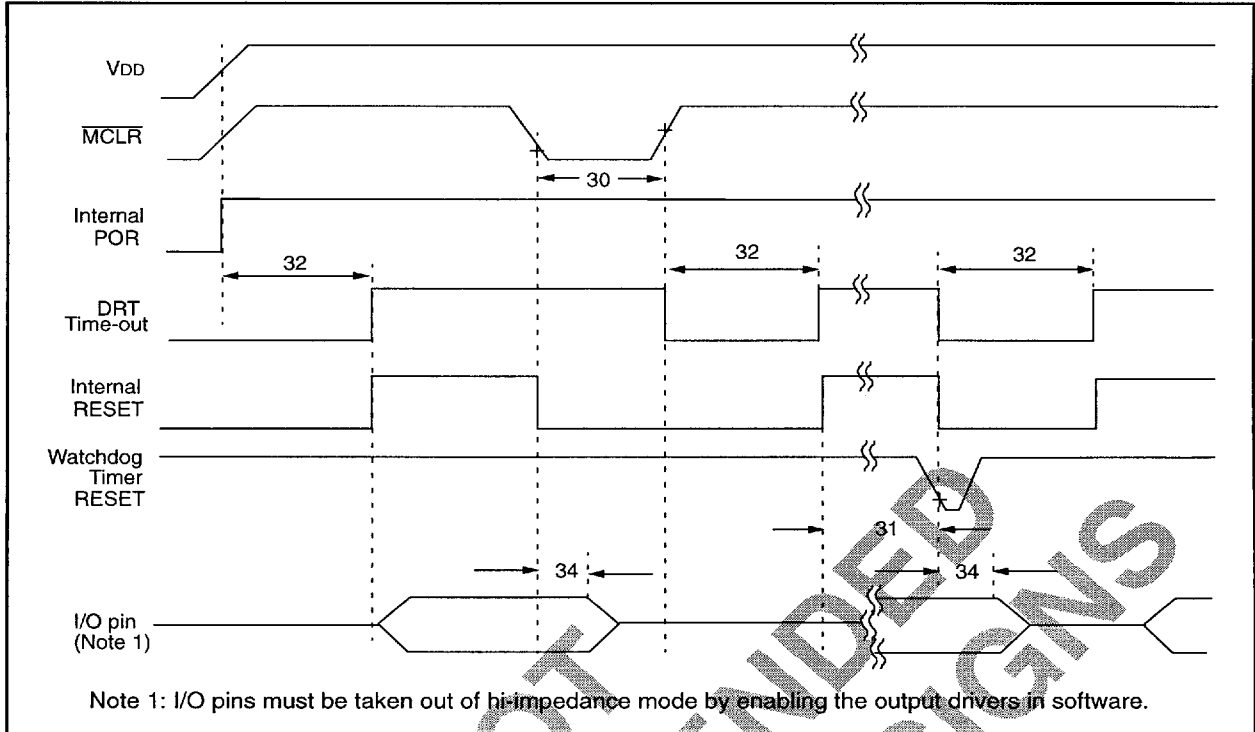 VDD
MCLR
30
Internal
POR
32
32
32
DRT
Time-out
Internal
RESET
Watchdog
Timer
RESET
31
34
34
I/O pin
(Note 1)
Note 1: I/O pins must be taken out of hi-impedance mode by enabling the output drivers in software.
NDED
SIGNS